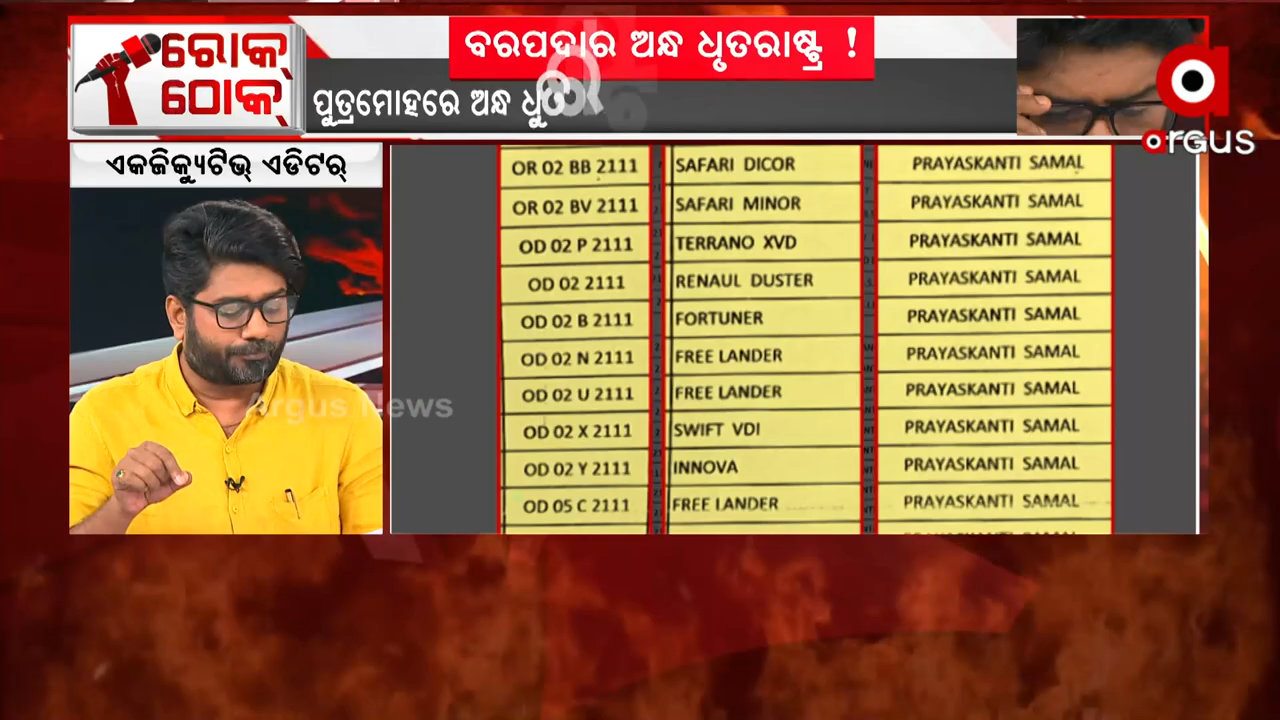 ରୋକ୍
ଠୋକ୍
ବରପଦାର ଅନ୍ଧ ଧୃତରାଷ୍ଟ୍ର !
ପୁତ୍ରମୋହରେ ଅନ୍ଧ
argus
ଏକଜିକ୍ୟୁଟିଭ୍ ଏଡିଟର୍
Argus News
OR 02 BB 2111 SAFARI DICOR PRAYASKANTI SAMAL
OR 02 BV 2111 SAFARI MINOR PRAYASKANTI SAMAL
OD 02 P 2111 TERRANO XVD PRAYASKANTI SAMAL
OD 02 2111 RENAUL DUSTER PRAYASKANTI SAMAL
OD 02 B 2111 FORTUNER PRAYASKANTI SAMAL
OD 02 N 2111 FREE LANDER PRAYASKANTI SAMAL
OD 02 U 2111 FREE LANDER PRAYASKANTI SAMAL
OD 02 X 2111 SWIFT VDI PRAYASKANTI SAMAL
OD 02 Y 2111 INNOVA PRAYASKANTI SAMAL
OD 05 C 2111 FREE LANDER PRAYASKANTI SAMAL